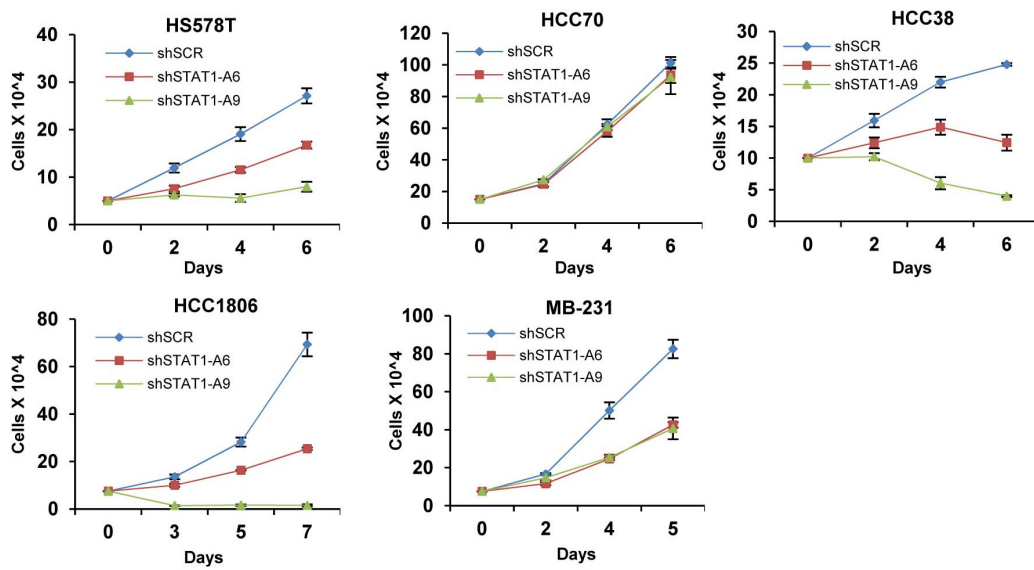 HS578T
40
30
20
10
0
Cells X 10^4
shSCR
shSTAT1-A6
shSTAT1-A9
0 2 4 6
Days
HCC70
120
100
80
60
40
20
0
Cells X 10^4
shSCR
shSTAT1-A6
shSTAT1-A9
0 2 4 6
Days
HCC38
30
25
20
15
10
5
0
Cells X 10^4
shSCR
shSTAT1-A6
shSTAT1-A9
0 2 4 6
Days
HCC1806
80
60
40
20
0
Cells X 10^4
shSCR
shSTAT1-A6
shSTAT1-A9
0 3 5 7
Days
MB-231
100
80
60
40
20
0
Cells X 10^4
shSCR
shSTAT1-A6
shSTAT1-A9
0 2 4 5
Days